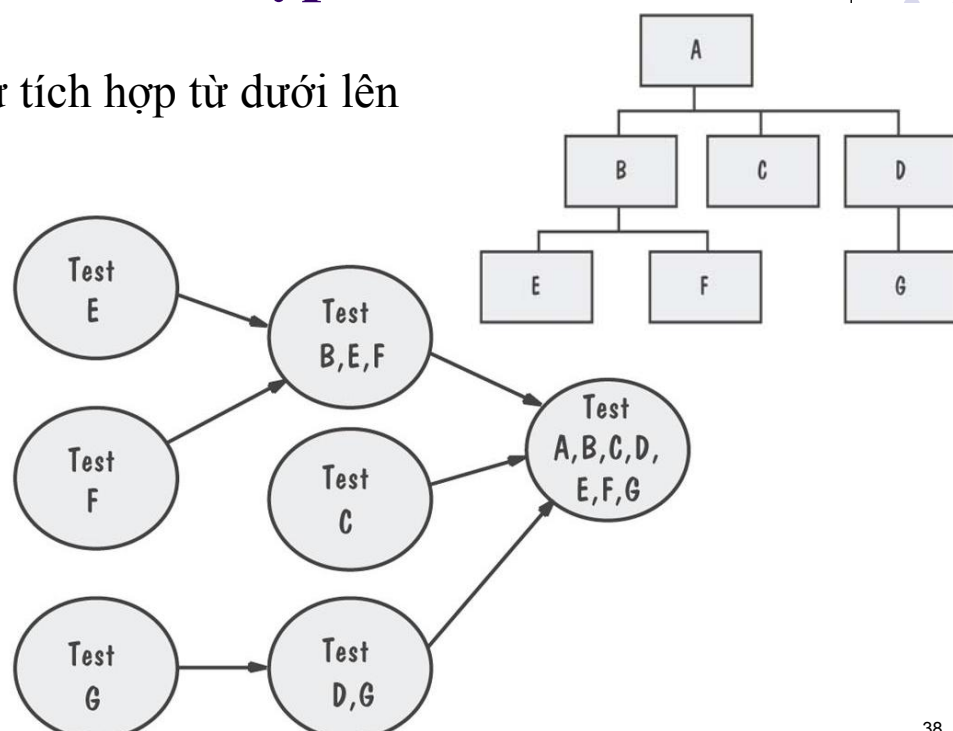 tích hợp từ dưới lên
A
B
C
D
E
F
G
Test
E
Test
B,E,F
Test
A,B,C,D,
E,F,G
Test
F
Test
C
Test
G
Test
D,G
38